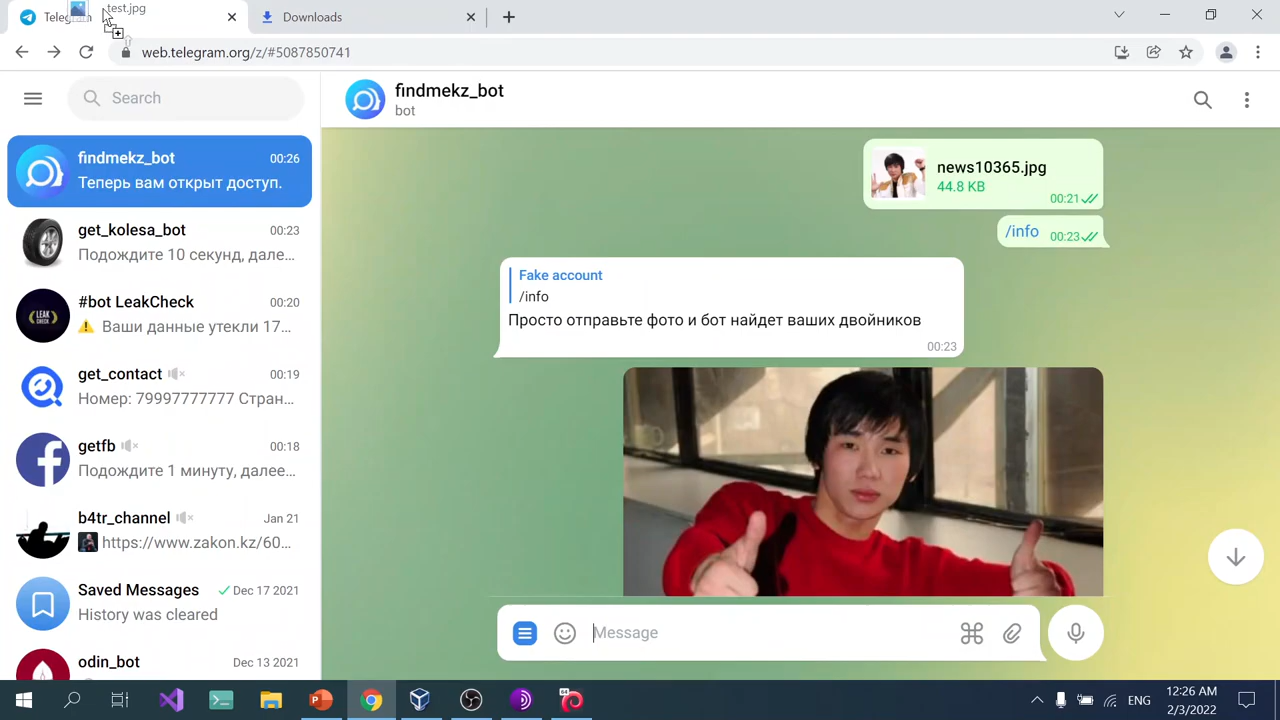 test.jpg
Telegram
Downloads
web.telegram.org/z/#5087850741
Search
findmekz_bot
bot
findmekz_bot 00:26
Теперь вам открыт доступ.
get_kolesa_bot 00:23
Подождите 10 секунд, дале...
#bot LeakCheck 00:20
Ваши данные утекли 17...
get_contact 00:19
Номер: 79997777777 Стран...
getfb 00:18
Подождите 1 минуту, далее...
b4tr_channel Jan 21
https://www.zakon.kz/60...
Saved Messages Dec 17 2021
History was cleared
odin_bot Dec 13 2021
news10365.jpg
44.8 KB
00:21
/info 00:23
Fake account
/info
Просто отправьте фото и бот найдет ваших двойников
00:23
Message
LEAK
CHECK
64
ENG
12:26 AM
2/3/2022